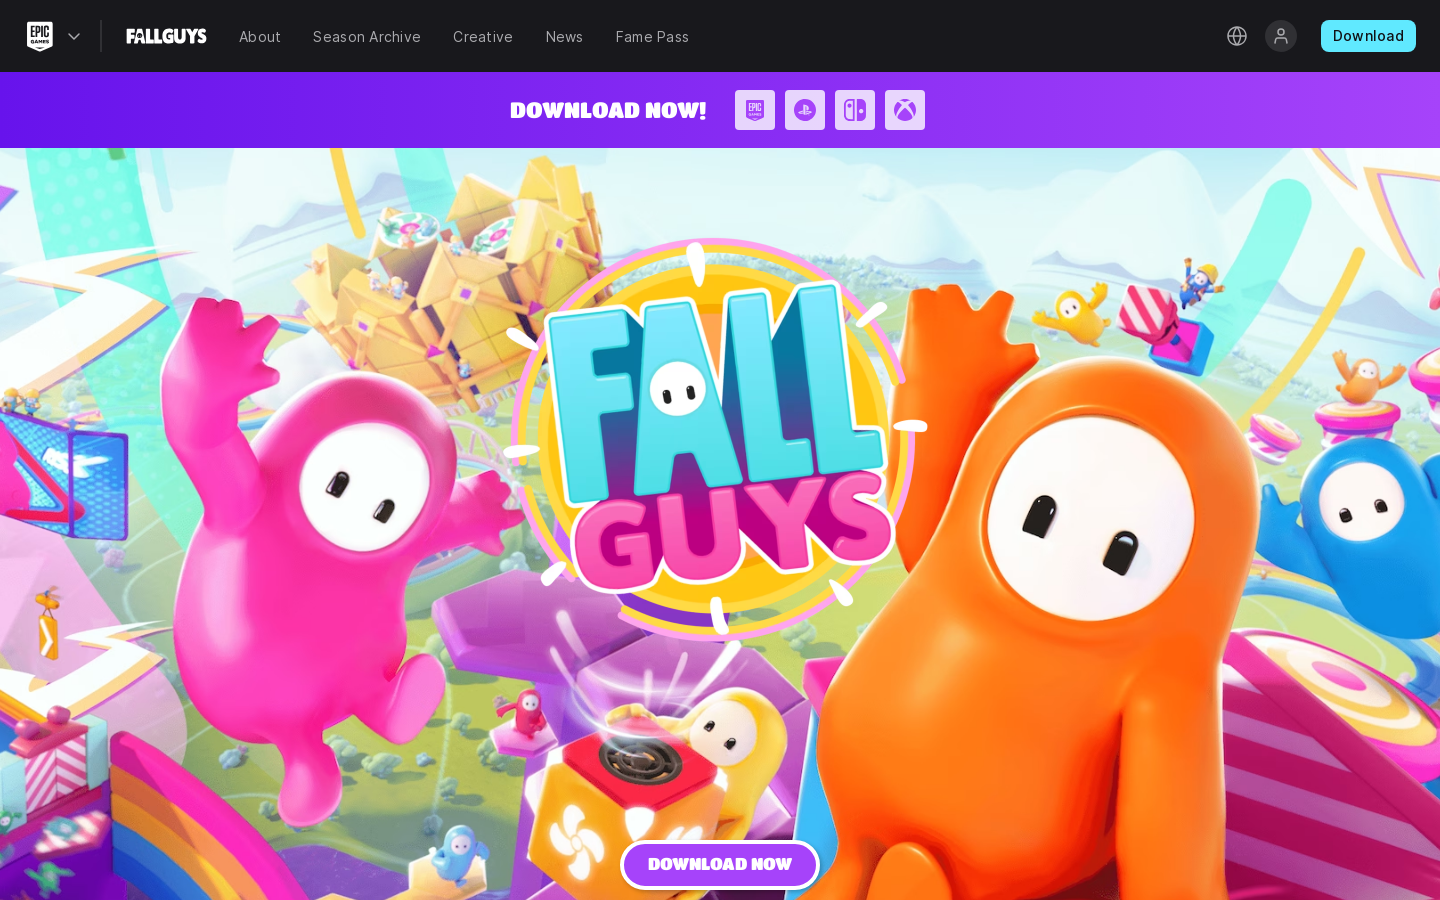 EPIC GAMES
FALLGUYS
About
Season Archive
Creative
News
Fame Pass
Download
DOWNLOAD NOW!
EPIC GAMES
FALL
GUYS
DOWNLOAD NOW